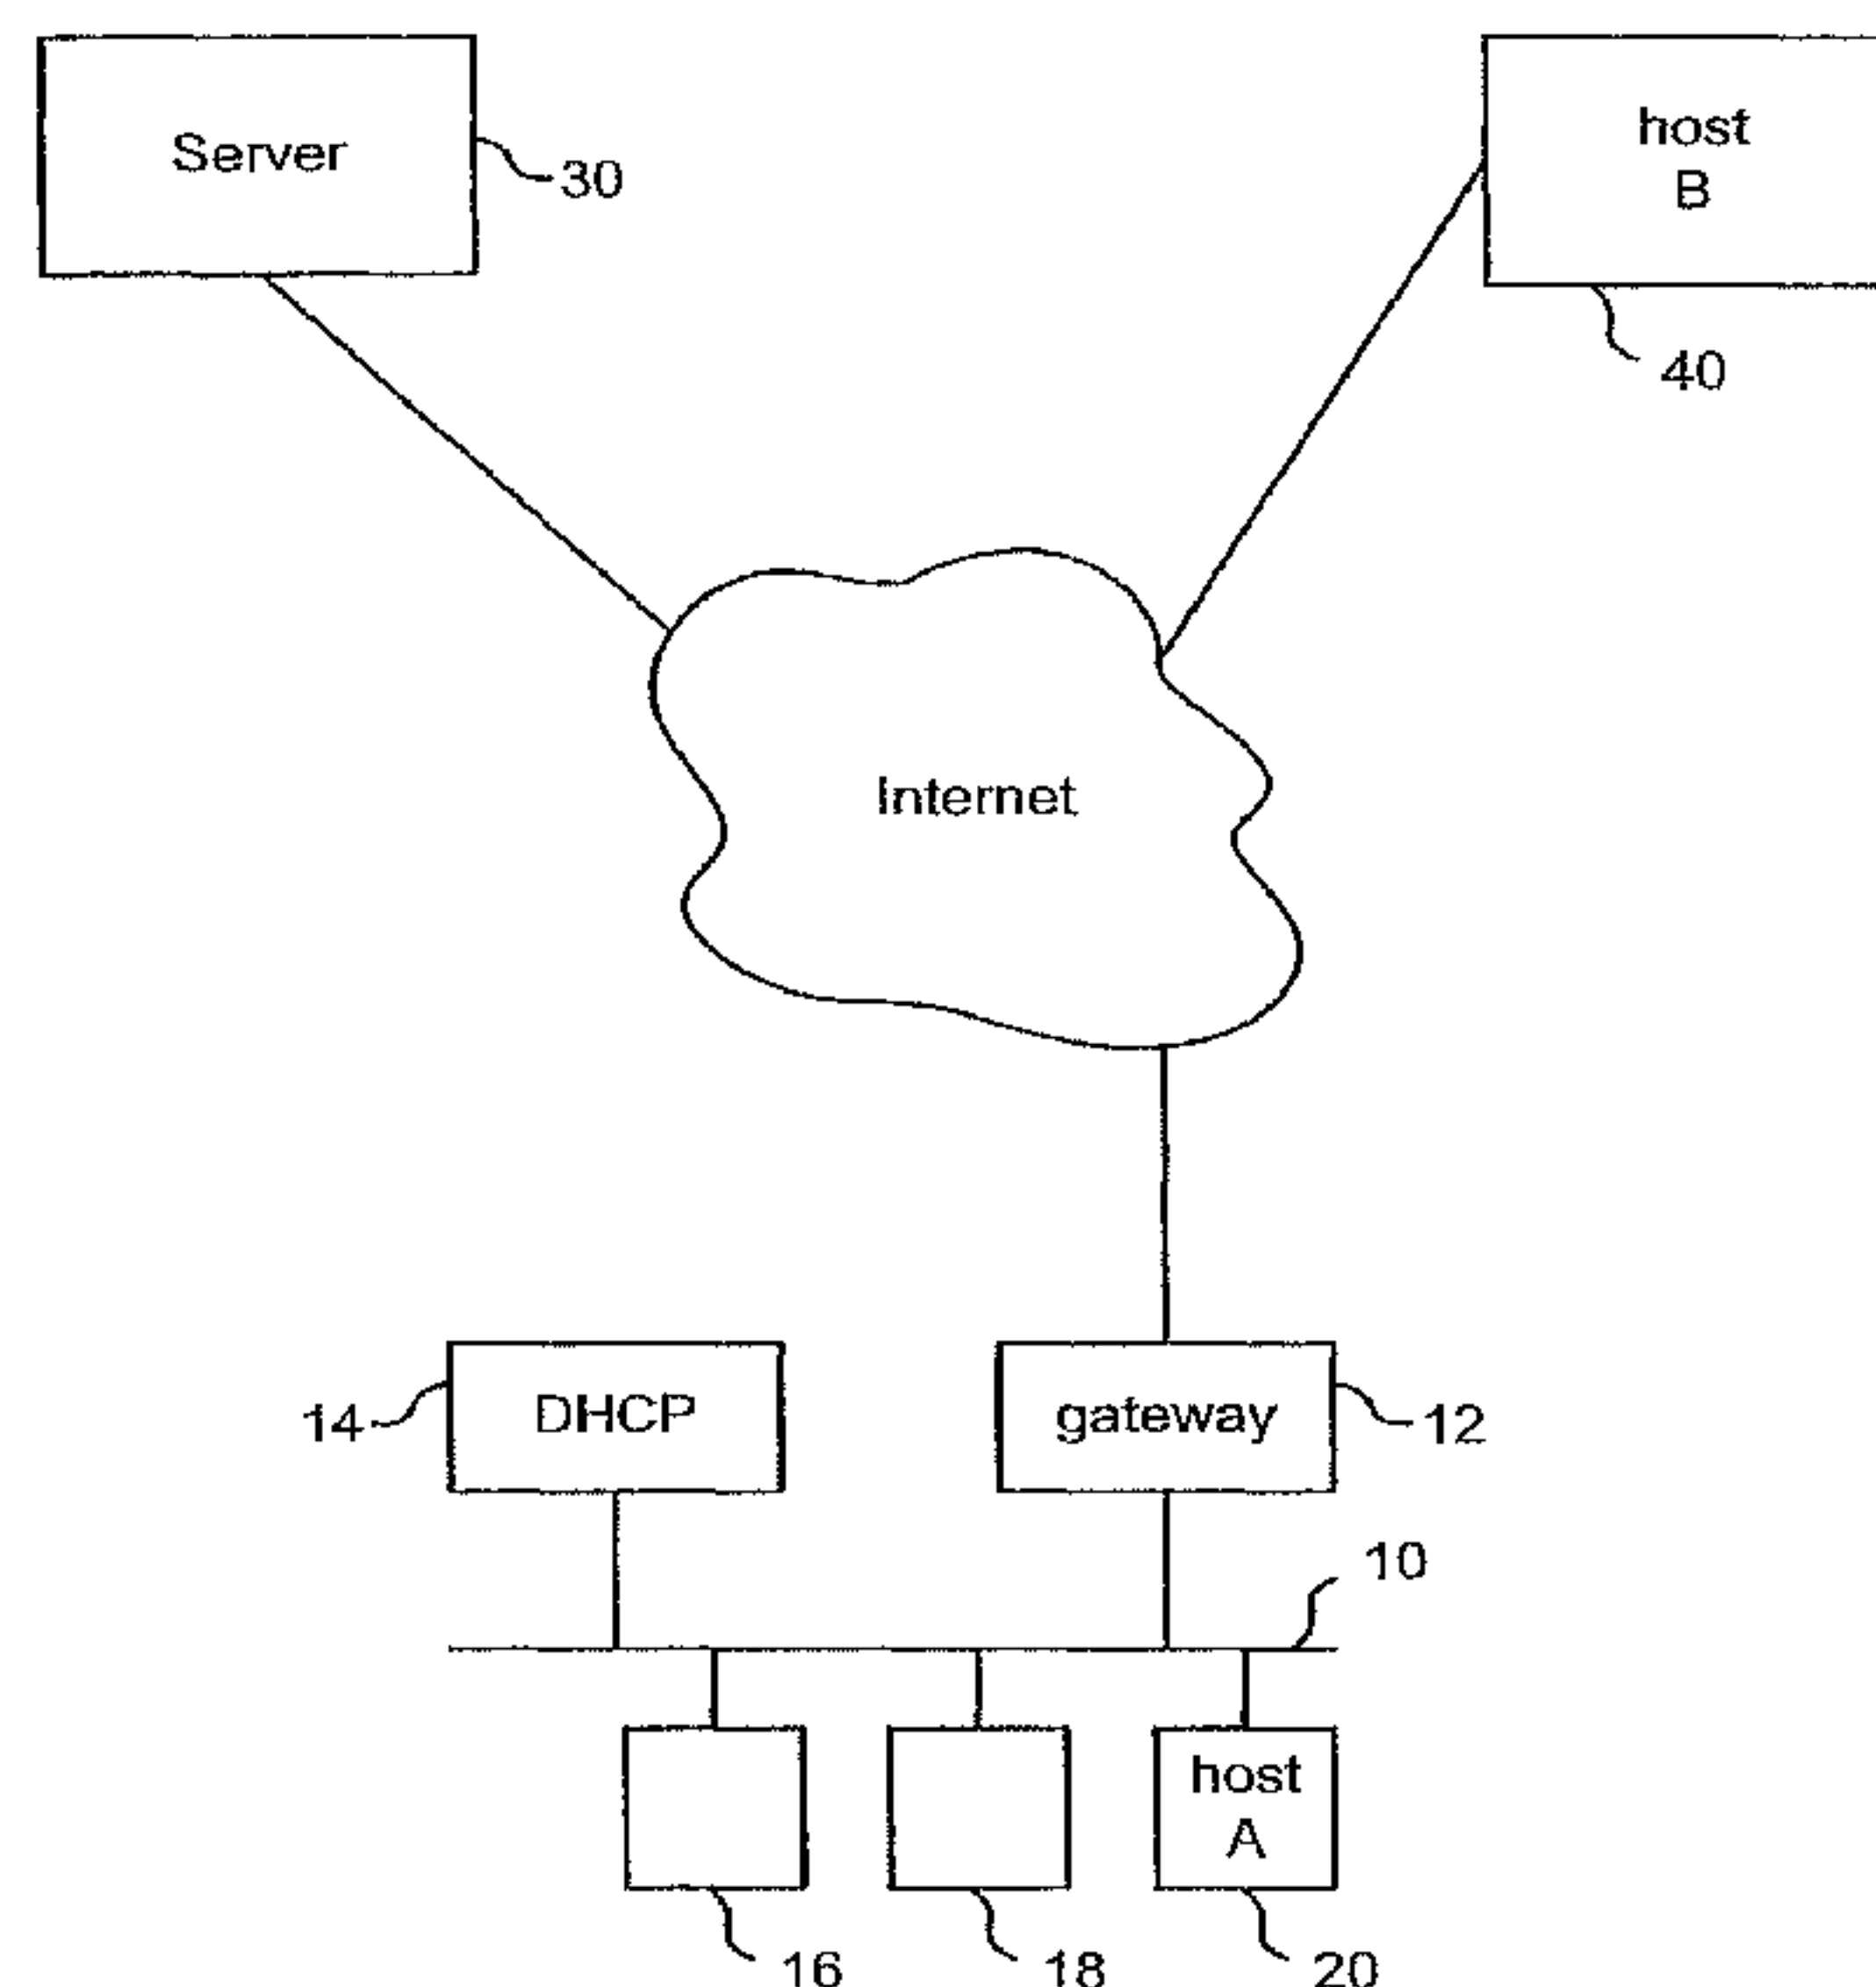 Server
30
host
B
40
Internet
14
DHCP
gateway
12
10
host
A
16
18
20